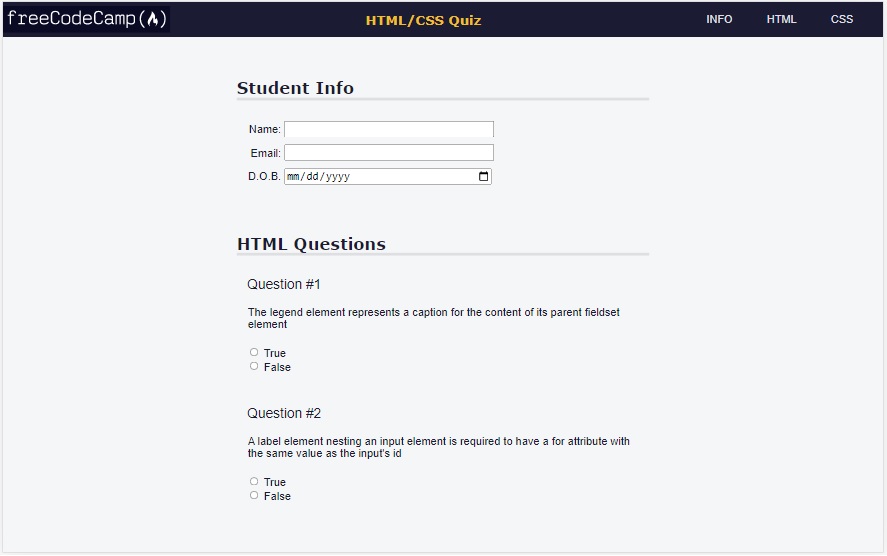 freeCodeCamp(🔥) HTML/CSS Quiz INFO HTML CSS
Student Info
Name:
Email:
D.O.B. mm/dd/yyyy
HTML Questions
Question #1
The legend element represents a caption for the content of its parent fieldset
element
True
False
Question #2
A label element nesting an input element is required to have a for attribute with
the same value as the input's id
True
False